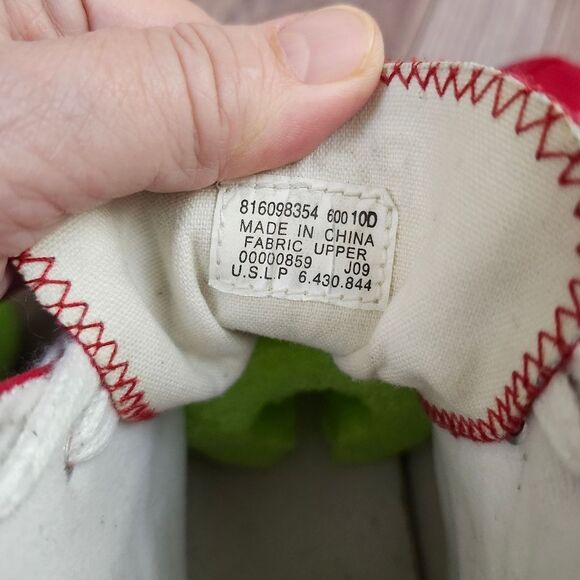 816098354 600 10D
MADE IN CHINA
FABRIC UPPER
00000859 J09
U.S.L.P 6.430.844